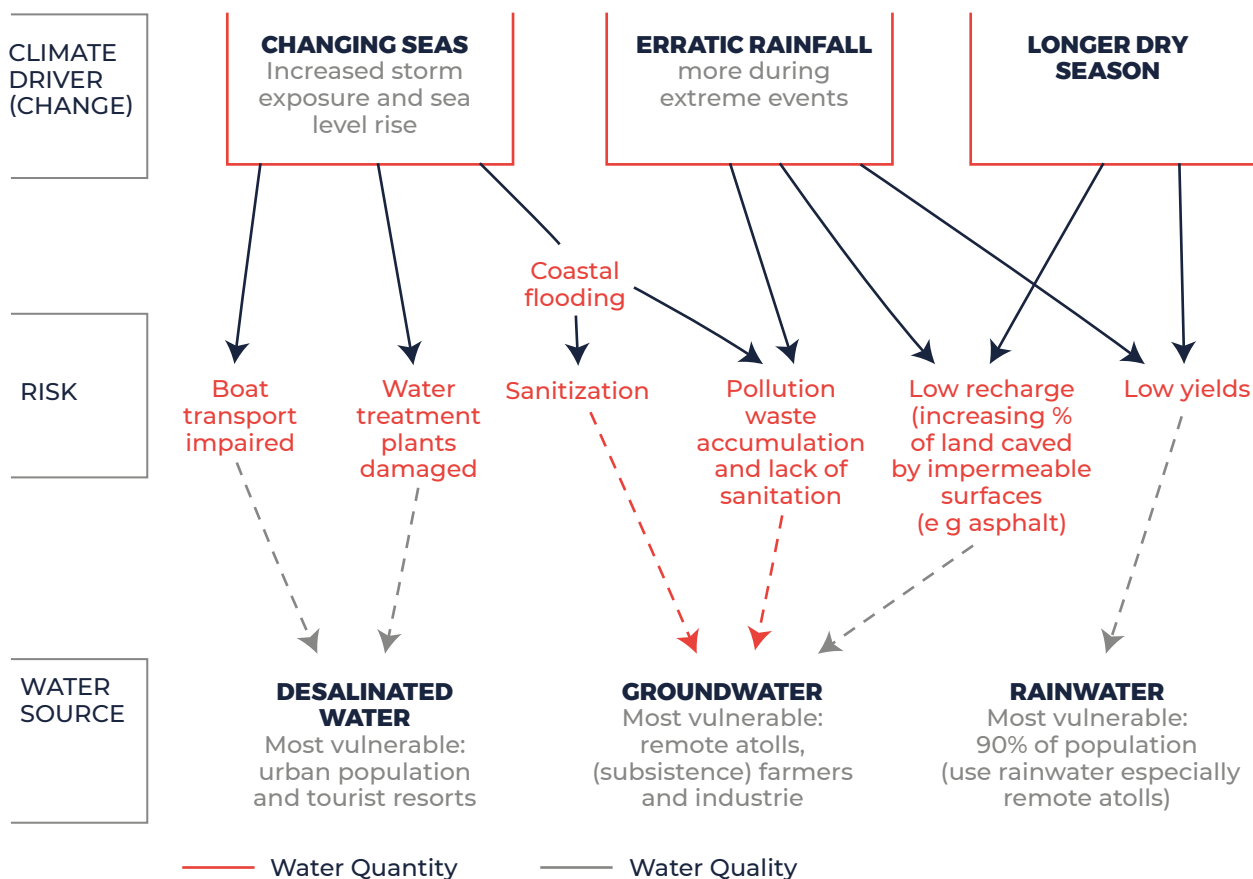 CLIMATE
DRIVER
(CHANGE)
CHANGING SEAS
Increased storm
exposure and sea
level rise
ERRATIC RAINFALL
more during
extreme events
LONGER DRY
SEASON
Coastal
flooding
RISK
Boat
transport
impaired
Water
treatment
plants
damaged
Sanitization
Pollution
waste
accumulation
and lack of
sanitation
Low recharge
(increasing %
of land caved
by impermeable
surfaces
(e g asphalt)
Low yields
WATER
SOURCE
DESALINATED
WATER
Most vulnerable:
urban population
and tourist resorts
GROUNDWATER
Most vulnerable:
remote atolls,
(subsistence) farmers
and industrie
RAINWATER
Most vulnerable:
90% of population
(use rainwater especially
remote atolls)
Water Quantity
Water Quality